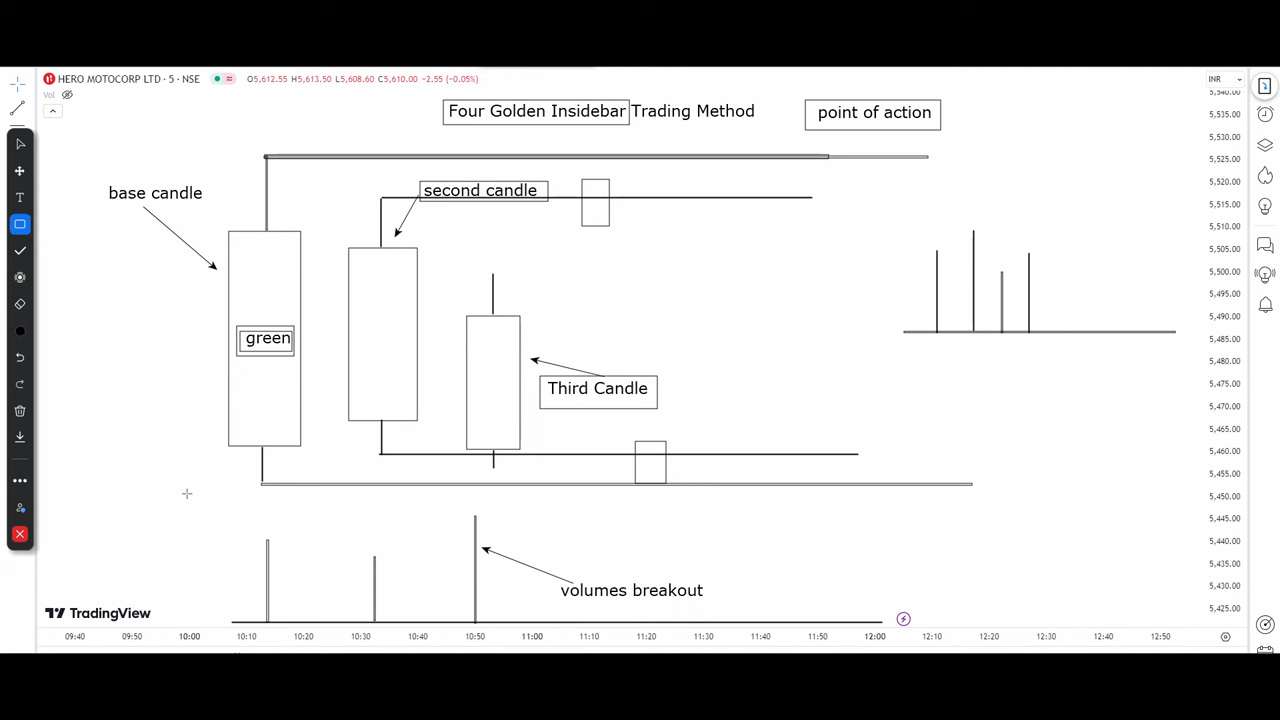 HERO MOTOCORP LTD · 5 · NSE
O5,612.55 H5,613.50 L5,608.60 C5,610.00 −2.55 (−0.05%)
INR
Vol
Four Golden Insidebar Trading Method
point of action
base candle
second candle
green
Third Candle
volumes breakout
TradingView
5,540.00
5,535.00
5,530.00
5,525.00
5,520.00
5,515.00
5,510.00
5,505.00
5,500.00
5,495.00
5,490.00
5,485.00
5,480.00
5,475.00
5,470.00
5,465.00
5,460.00
5,455.00
5,450.00
5,445.00
5,440.00
5,435.00
5,430.00
5,425.00
09:40 09:50 10:00 10:10 10:20 10:30 10:40 10:50 11:00 11:10 11:20 11:30 11:40 11:50 12:00 12:10 12:20 12:30 12:40 12:50